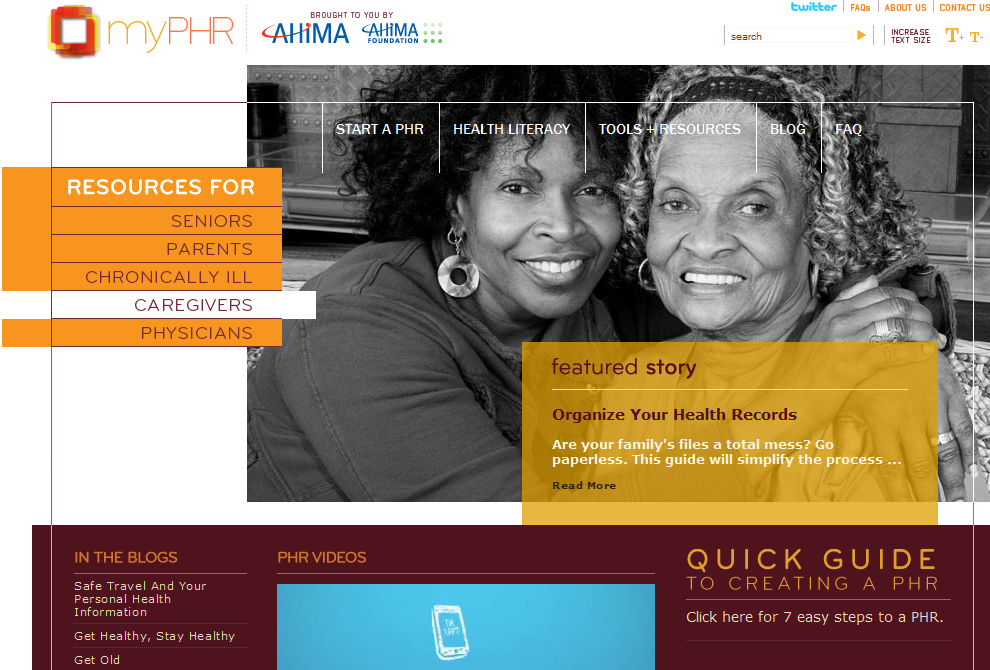 myPHR
BROUGHT TO YOU BY
AHIMA
AHIMA
FOUNDATION
twitter
FAQs
ABOUT US
CONTACT US
search
INCREASE
TEXT SIZE
T+ T-
START A PHR
HEALTH LITERACY
TOOLS + RESOURCES
BLOG
FAQ
RESOURCES FOR
SENIORS
PARENTS
CHRONICALLY ILL
CAREGIVERS
PHYSICIANS
featured story
Organize Your Health Records
Are your family's files a total mess? Go
paperless. This guide will simplify the process ...
Read More
IN THE BLOGS
Safe Travel And Your
Personal Health
Information
Get Healthy, Stay Healthy
Get Old
PHR VIDEOS
QUICK GUIDE
TO CREATING A PHR
Click here for 7 easy steps to a PHR.